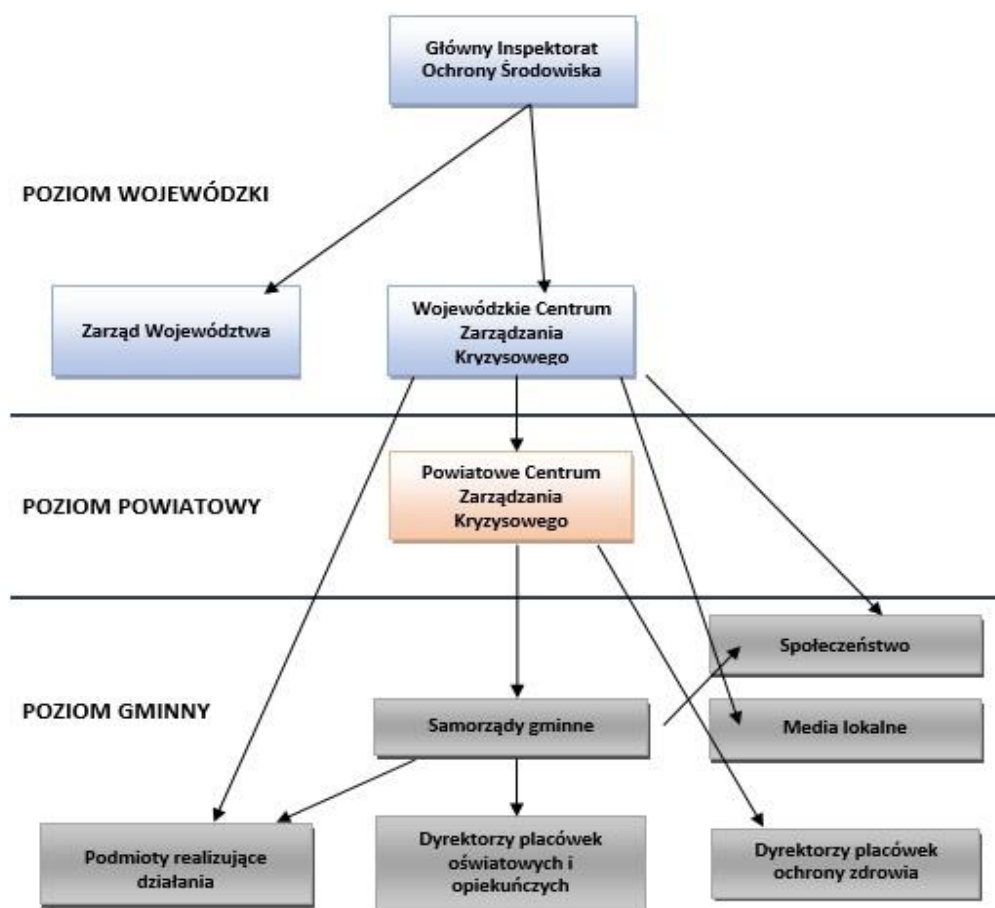 Główny Inspektorat
Ochrony Środowiska
POZIOM WOJEWÓDZKI
Zarząd Województwa
Wojewódzkie Centrum
Zarządzania
Kryzysowego
Powiatowe Centrum
Zarządzania
Kryzysowego
POZIOM POWIATOWY
Społeczeństwo
POZIOM GMINNY
Samorządy gminne
Media lokalne
Podmioty realizujące
działania
Dyrektorzy placówek
oświatowych i
opiekuńczych
Dyrektorzy placówek
ochrony zdrowia